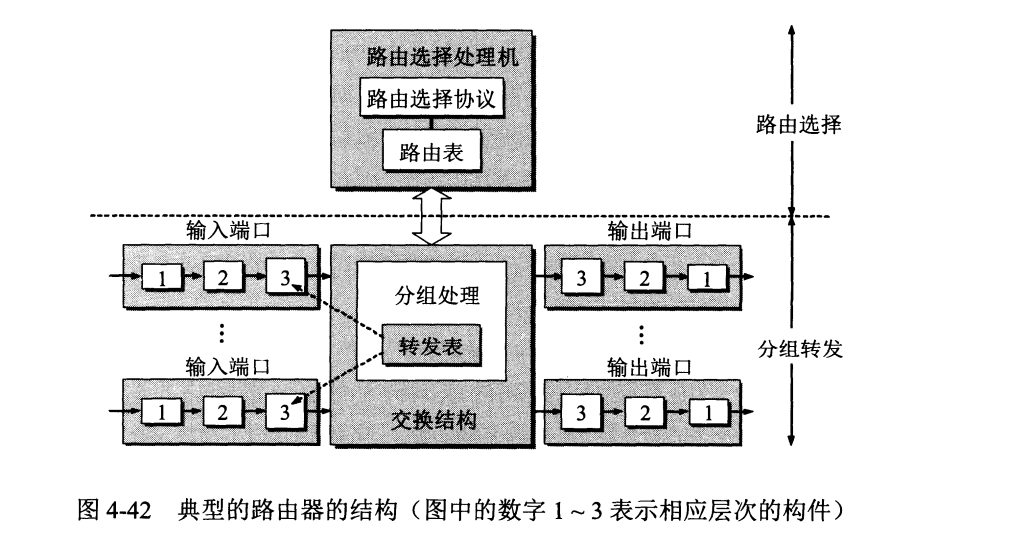 路由选择处理机
路由选择协议
路由表
路由选择
输入端口
输出端口
1 2 3
3 2 1
分组处理
转发表
分组转发
输入端口
输出端口
1 2 3
3 2 1
交换结构
图 4-42 典型的路由器的结构（图中的数字 1 ~ 3 表示相应层次的构件）